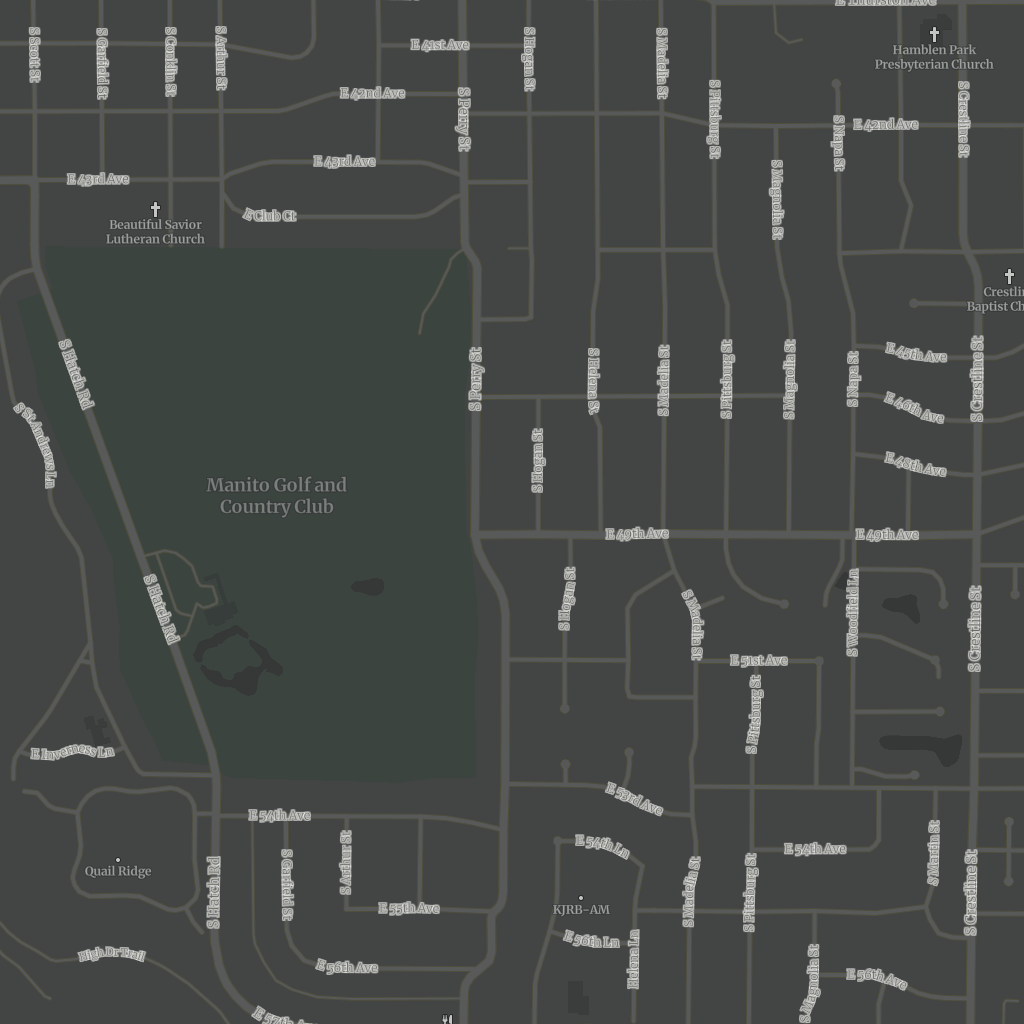 E Thurston Ave
S Scott St
S Garfield St
S Conklin St
S Arthur St
E 41st Ave
S Hogan St
S Madelia St
Hamblen Park
Presbyterian Church
E 42nd Ave
S Perry St
S Pittsburg St
S Napa St
E 42nd Ave
S Crestline St
E 43rd Ave
E 43rd Ave
S Magnolia St
E Club Ct
Beautiful Savior
Lutheran Church
Baptist
S Hatch Rd
S Perry St
S Helena St
S Madelia St
S Pittsburg St
S Magnolia St
S Napa St
E 45th Ave
S Crestline St
E 46th Ave
S St Andrews Ln
S Hogan St
E 48th Ave
Manito Golf and
Country Club
E 49th Ave
E 49th Ave
S Hatch Rd
S Hogan St
S Madelia St
S Woodfield Ln
S Crestline St
E 51st Ave
S Pittsburg St
E Inverness Ln
E 53rd Ave
E 54th Ave
E 54th Ln
E 54th Ave
S Martin St
Quail Ridge
S Hatch Rd
S Garfield St
S Arthur St
S Madelia St
S Pittsburg St
S Crestline St
E 55th Ave
KJRB-AM
High Dr Trail
E 56th Ave
E 56th Ln
Helena Ln
S Magnolia St
E 56th Ave
E 57th Ave